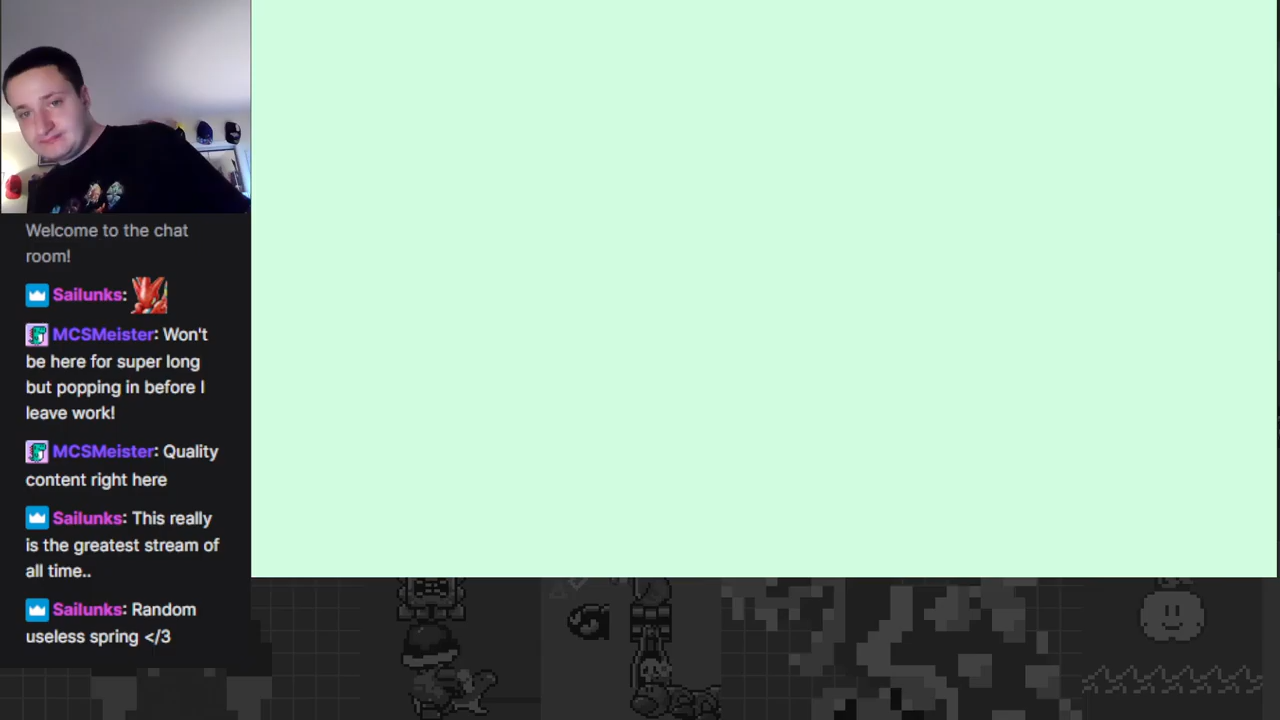 Welcome to the chat
room!
Sailunks:
MCSMeister: Won't
be here for super long
but popping in before I
leave work!
MCSMeister: Quality
content right here
Sailunks: This really
is the greatest stream of
all time..
Sailunks: Random
useless spring </3